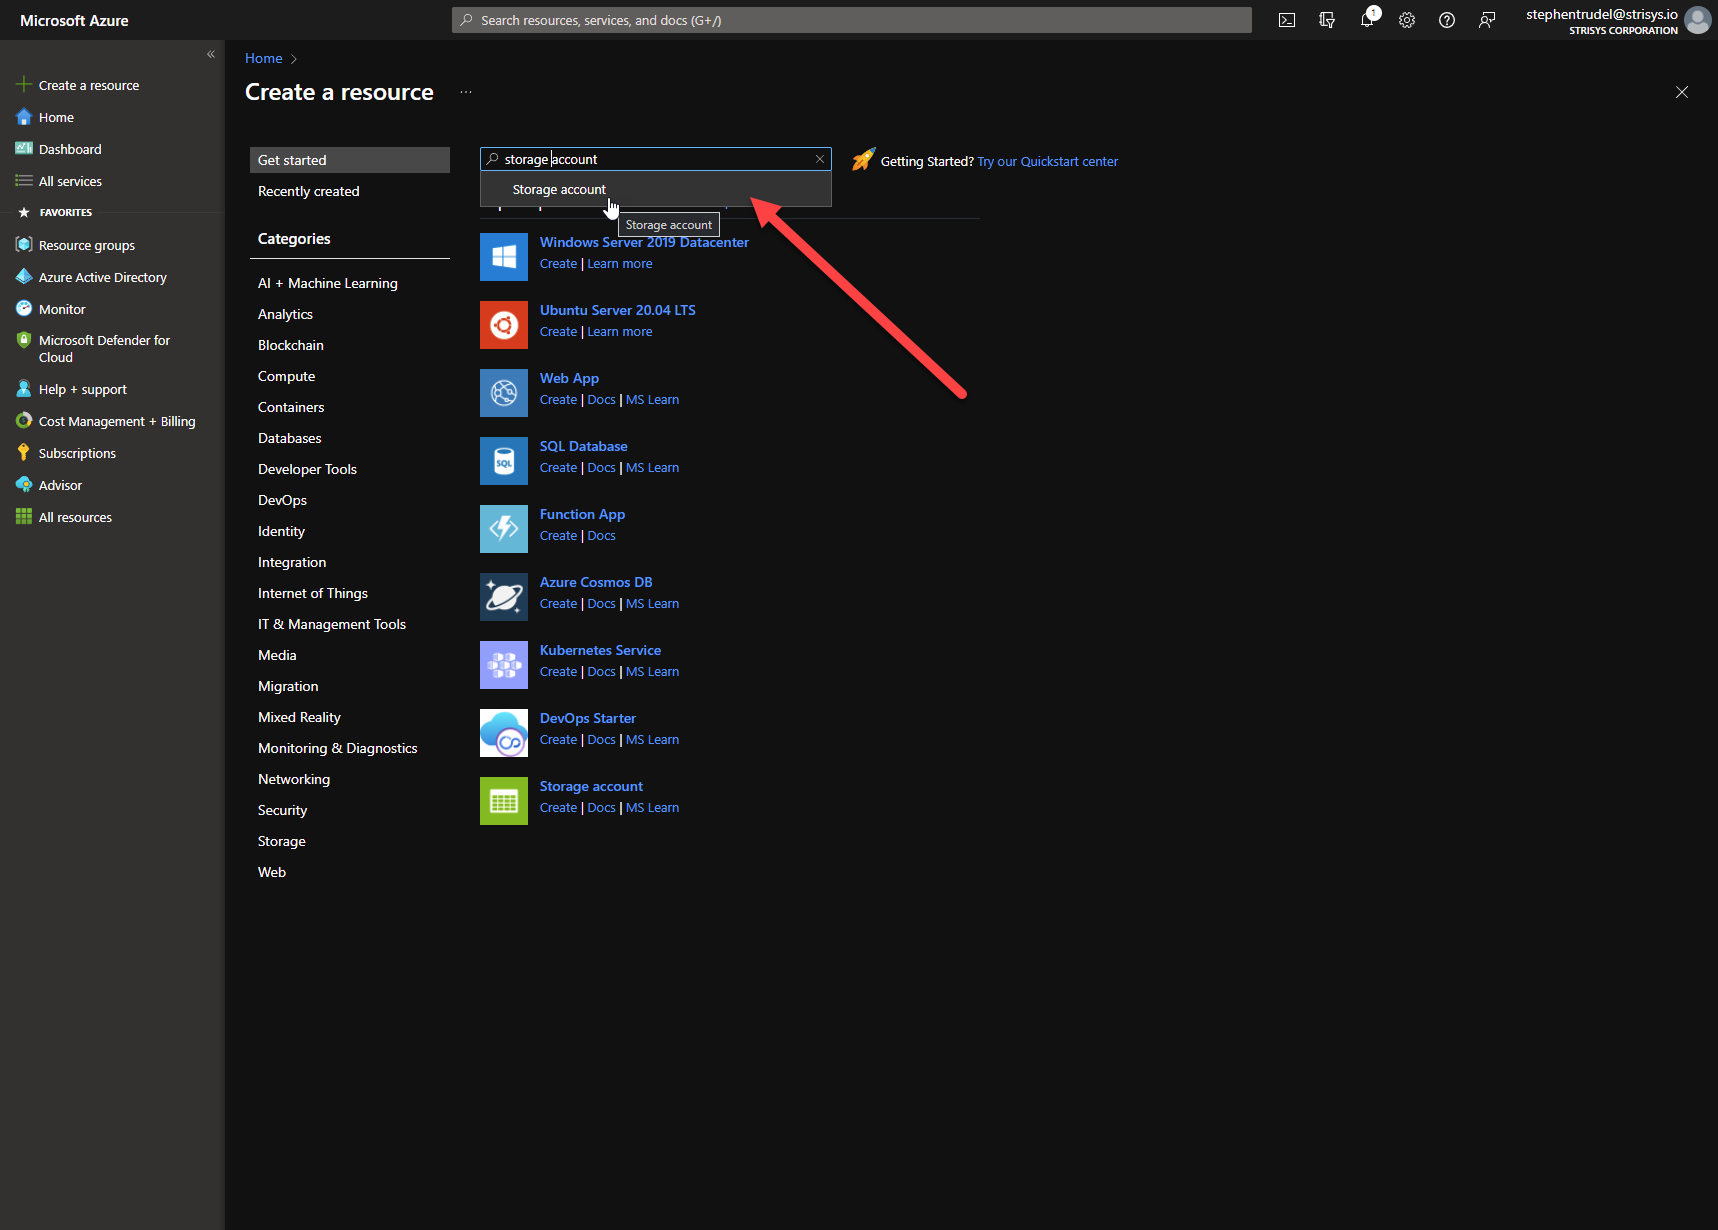 Microsoft Azure
Search resources, services, and docs (G+/)
1
stephentrudel@strisys.io
STRISYS CORPORATION
«
Create a resource
Home
Dashboard
All services
FAVORITES
Resource groups
Azure Active Directory
Monitor
Microsoft Defender for
Cloud
Help + support
Cost Management + Billing
Subscriptions
Advisor
All resources
Home >
Create a resource ...
Get started
Recently created
Categories
AI + Machine Learning
Analytics
Blockchain
Compute
Containers
Databases
Developer Tools
DevOps
Identity
Integration
Internet of Things
IT & Management Tools
Media
Migration
Mixed Reality
Monitoring & Diagnostics
Networking
Security
Storage
Web
storage account
Storage account
Storage account
Getting Started? Try our Quickstart center
Windows Server 2019 Datacenter
Create | Learn more
Ubuntu Server 20.04 LTS
Create | Learn more
Web App
Create | Docs | MS Learn
SQL
SQL Database
Create | Docs | MS Learn
Function App
Create | Docs
Azure Cosmos DB
Create | Docs | MS Learn
Kubernetes Service
Create | Docs | MS Learn
DevOps Starter
Create | Docs | MS Learn
Storage account
Create | Docs | MS Learn